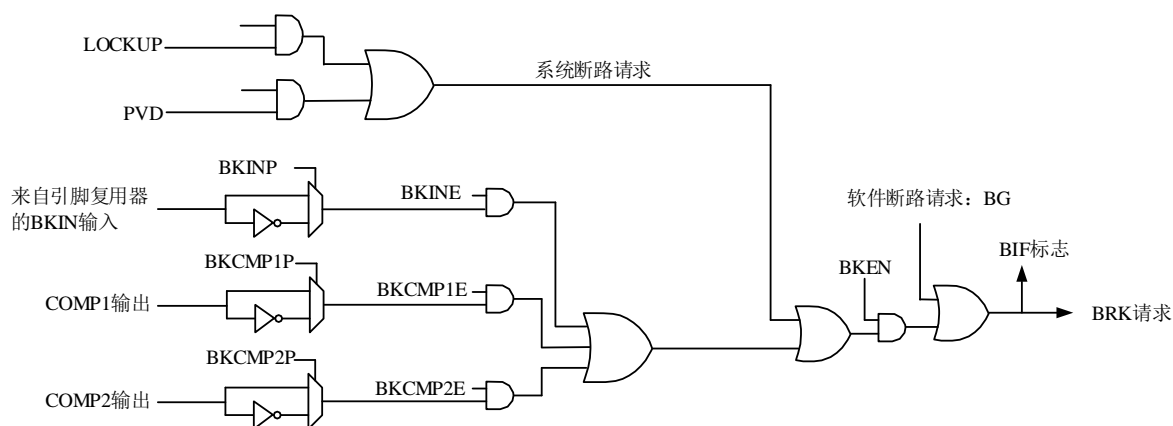 LOCKUP
系统断路请求
PVD
BKINP
来自引脚复用器
的BKIN输入
BKINE
软件断路请求：BG
BKCMP1P
BKEN
BIF标志
COMP1输出
BKCMP1E
BRK请求
BKCMP2P
COMP2输出
BKCMP2E